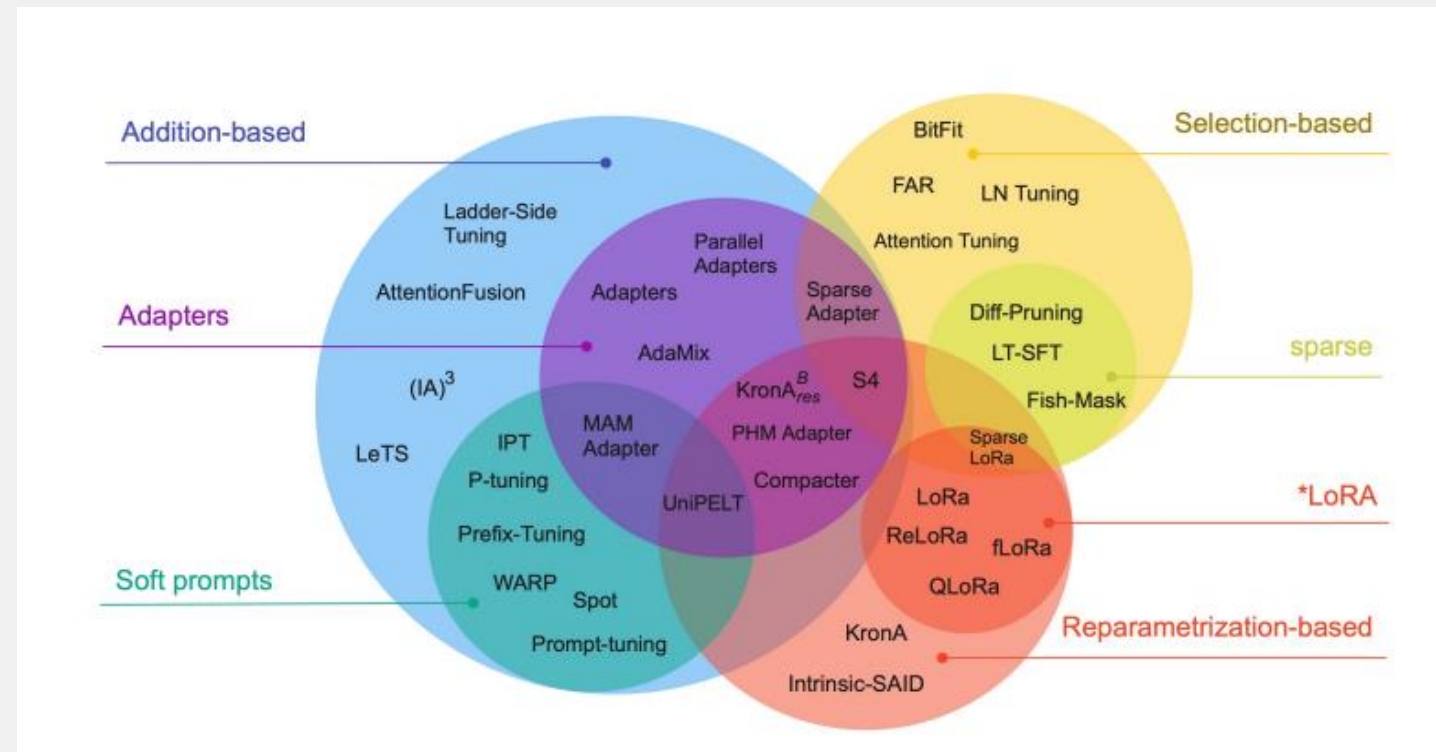 Addition-based
Selection-based
Adapters
sparse
Soft prompts
*LoRA
Reparametrization-based
Ladder-Side
Tuning
AttentionFusion
(IA)³
LeTS
Parallel
Adapters
Adapters
AdaMix
Sparse
Adapter
KronA^B_res
S4
PHM Adapter
Compacter
MAM
Adapter
UniPELT
IPT
P-tuning
Prefix-Tuning
WARP
Spot
Prompt-tuning
BitFit
FAR
LN Tuning
Attention Tuning
Diff-Pruning
LT-SFT
Fish-Mask
Sparse
LoRa
LoRa
ReLoRa
fLoRa
QLoRa
KronA
Intrinsic-SAID